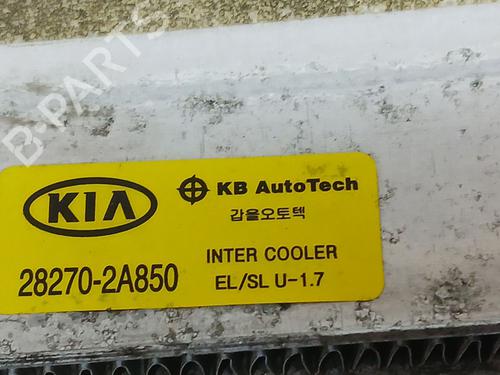 B-PARTS
KIA
KB AutoTech
갑을오토텍
28270-2A850
INTER COOLER
EL/SL U-1.7